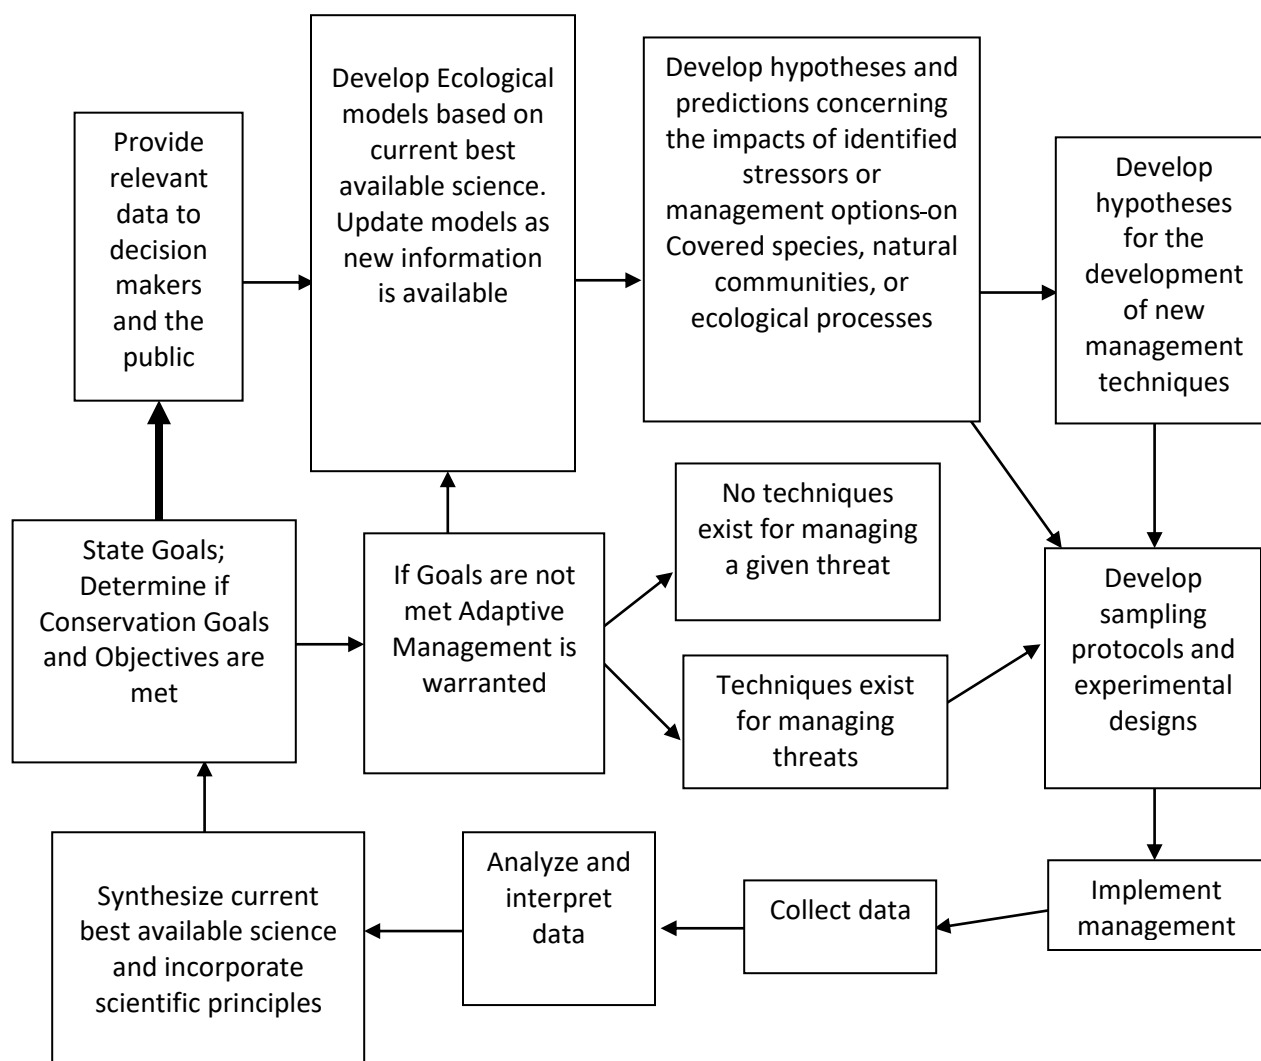 Provide
relevant
data to
decision
makers
and the
public
Develop Ecological
models based on
current best
available science.
Update models as
new information
is available
Develop hypotheses and
predictions concerning
the impacts of identified
stressors or
management options-on
Covered species, natural
communities, or
ecological processes
Develop
hypotheses
for the
development
of new
management
techniques
State Goals;
Determine if
Conservation Goals
and Objectives are
met
If Goals are not
met Adaptive
Management is
warranted
No techniques
exist for managing
a given threat
Techniques exist
for managing
threats
Develop
sampling
protocols and
experimental
designs
Synthesize current
best available science
and incorporate
scientific principles
Analyze and
interpret
data
Collect data
Implement
management